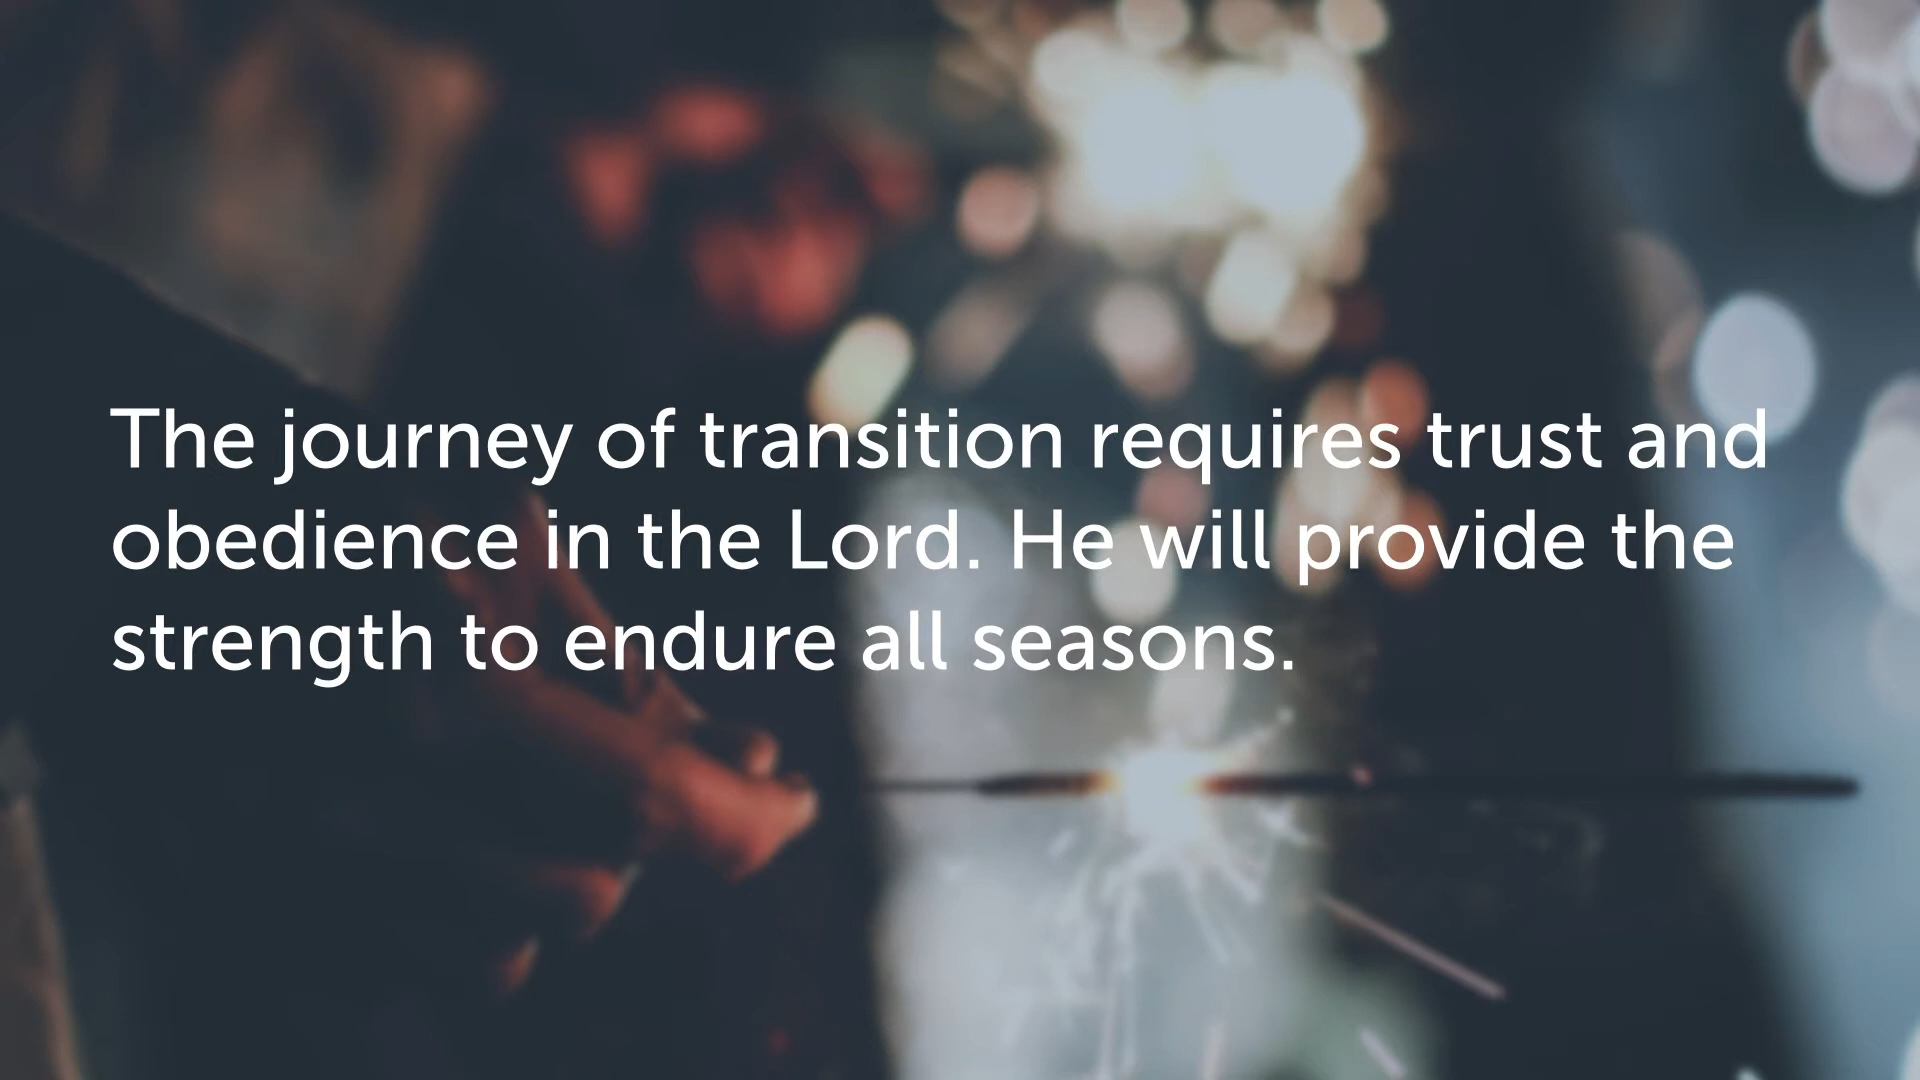 The journey of transition requires trust and
obedience in the Lord. He will provide the
strength to endure all seasons.